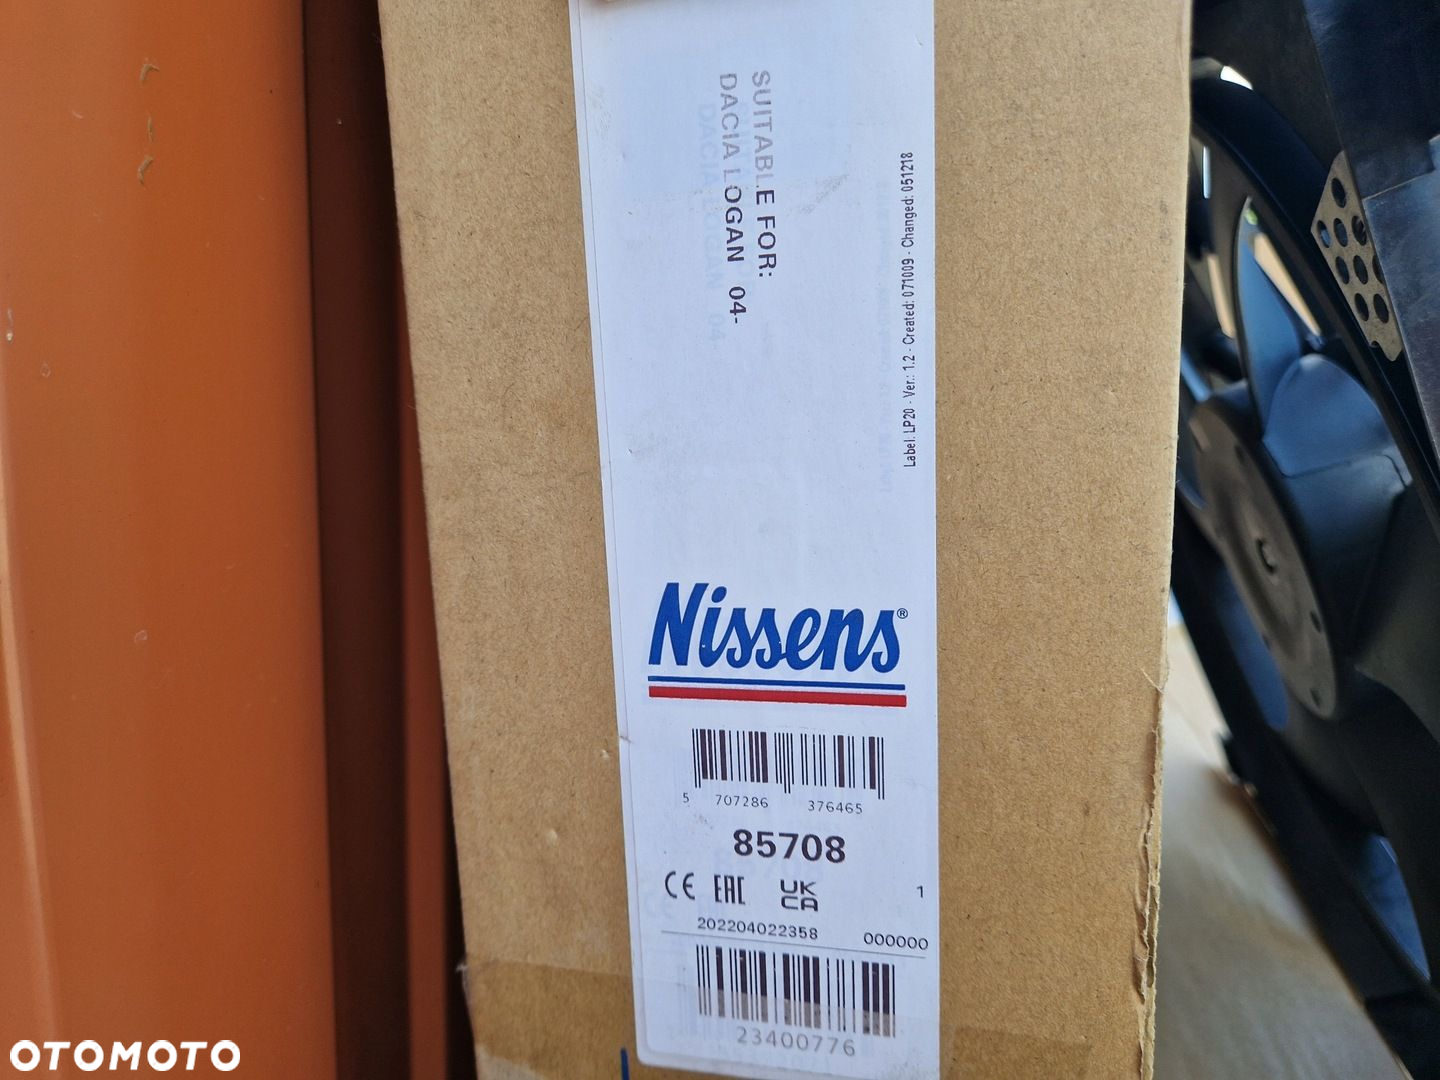 SUITABLE FOR:
DACIA LOGAN 04-
Label: LP20 - Ver.: 1.2 - Created: 071009 - Changed: 051218
Nissens®
5 707286 376465
85708
CE EAC UK CA 1
202204022358 000000
23400776
OTOMOTO